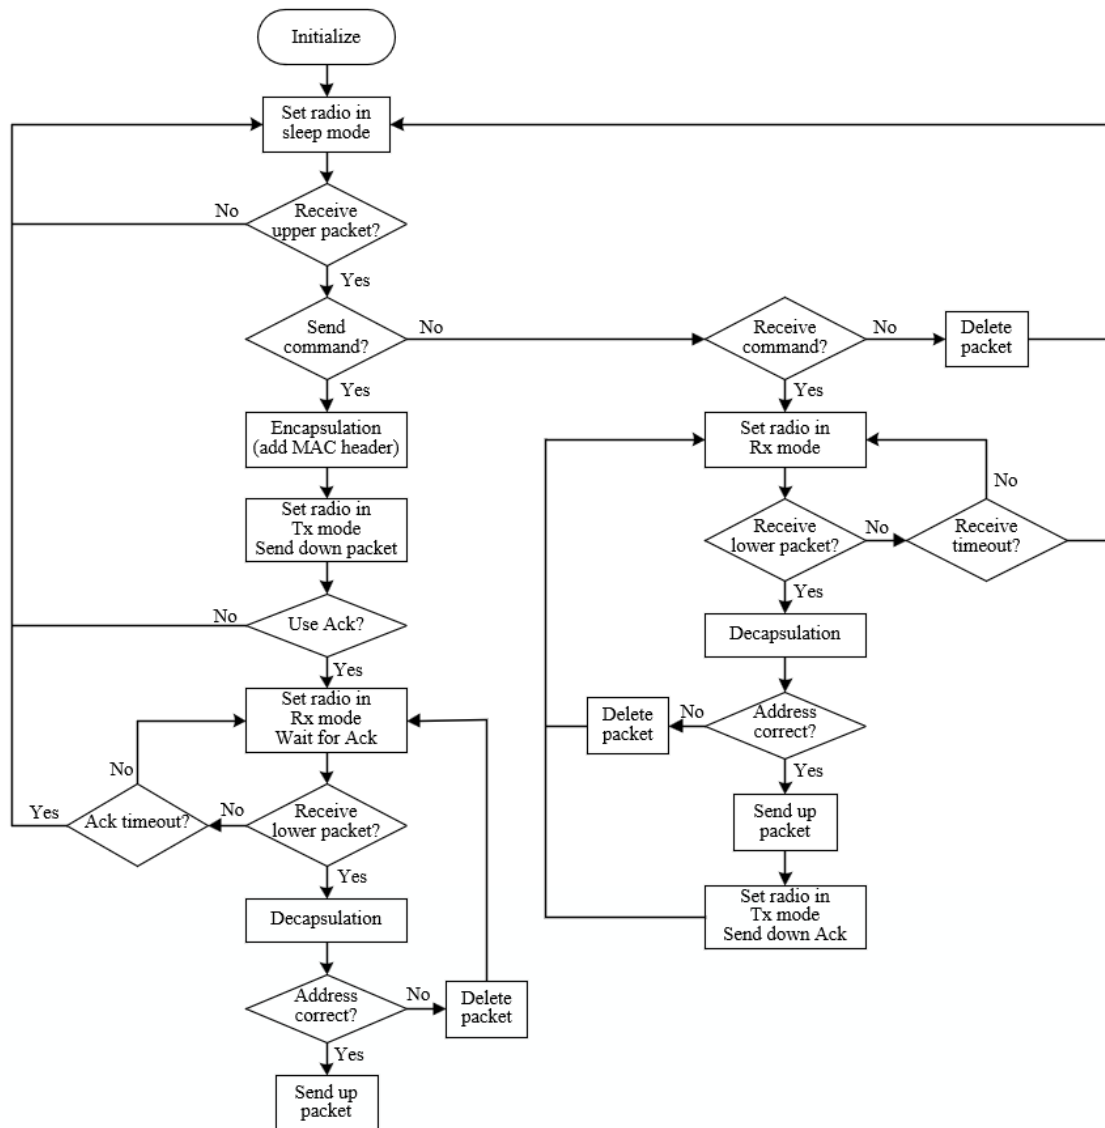 Initialize
Set radio in
sleep mode
No
Receive
upper packet?
Yes
Send
command?
No
Yes
Encapsulation
(add MAC header)
Set radio in
Tx mode
Send down packet
No
Use Ack?
Yes
Set radio in
Rx mode
Wait for Ack
No
Yes
Ack timeout?
No
Receive
lower packet?
Yes
Decapsulation
Address
correct?
No
Delete
packet
Yes
Send up
packet
Receive
command?
No
Delete
packet
Yes
Set radio in
Rx mode
No
Receive
lower packet?
No
Receive
timeout?
Yes
Decapsulation
Delete
packet
No
Address
correct?
Yes
Send up
packet
Set radio in
Tx mode
Send down Ack